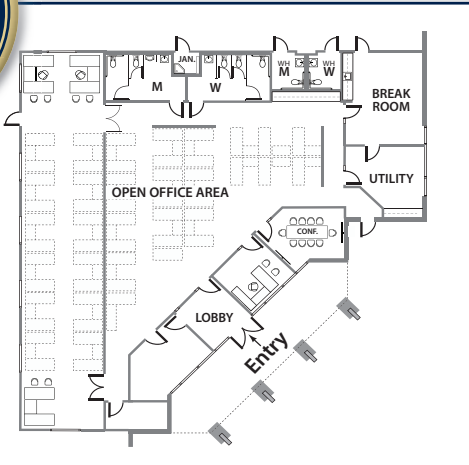 JAN.
M
W
WH
M
WH
W
BREAK
ROOM
UTILITY
OPEN OFFICE AREA
CONF.
LOBBY
Entry